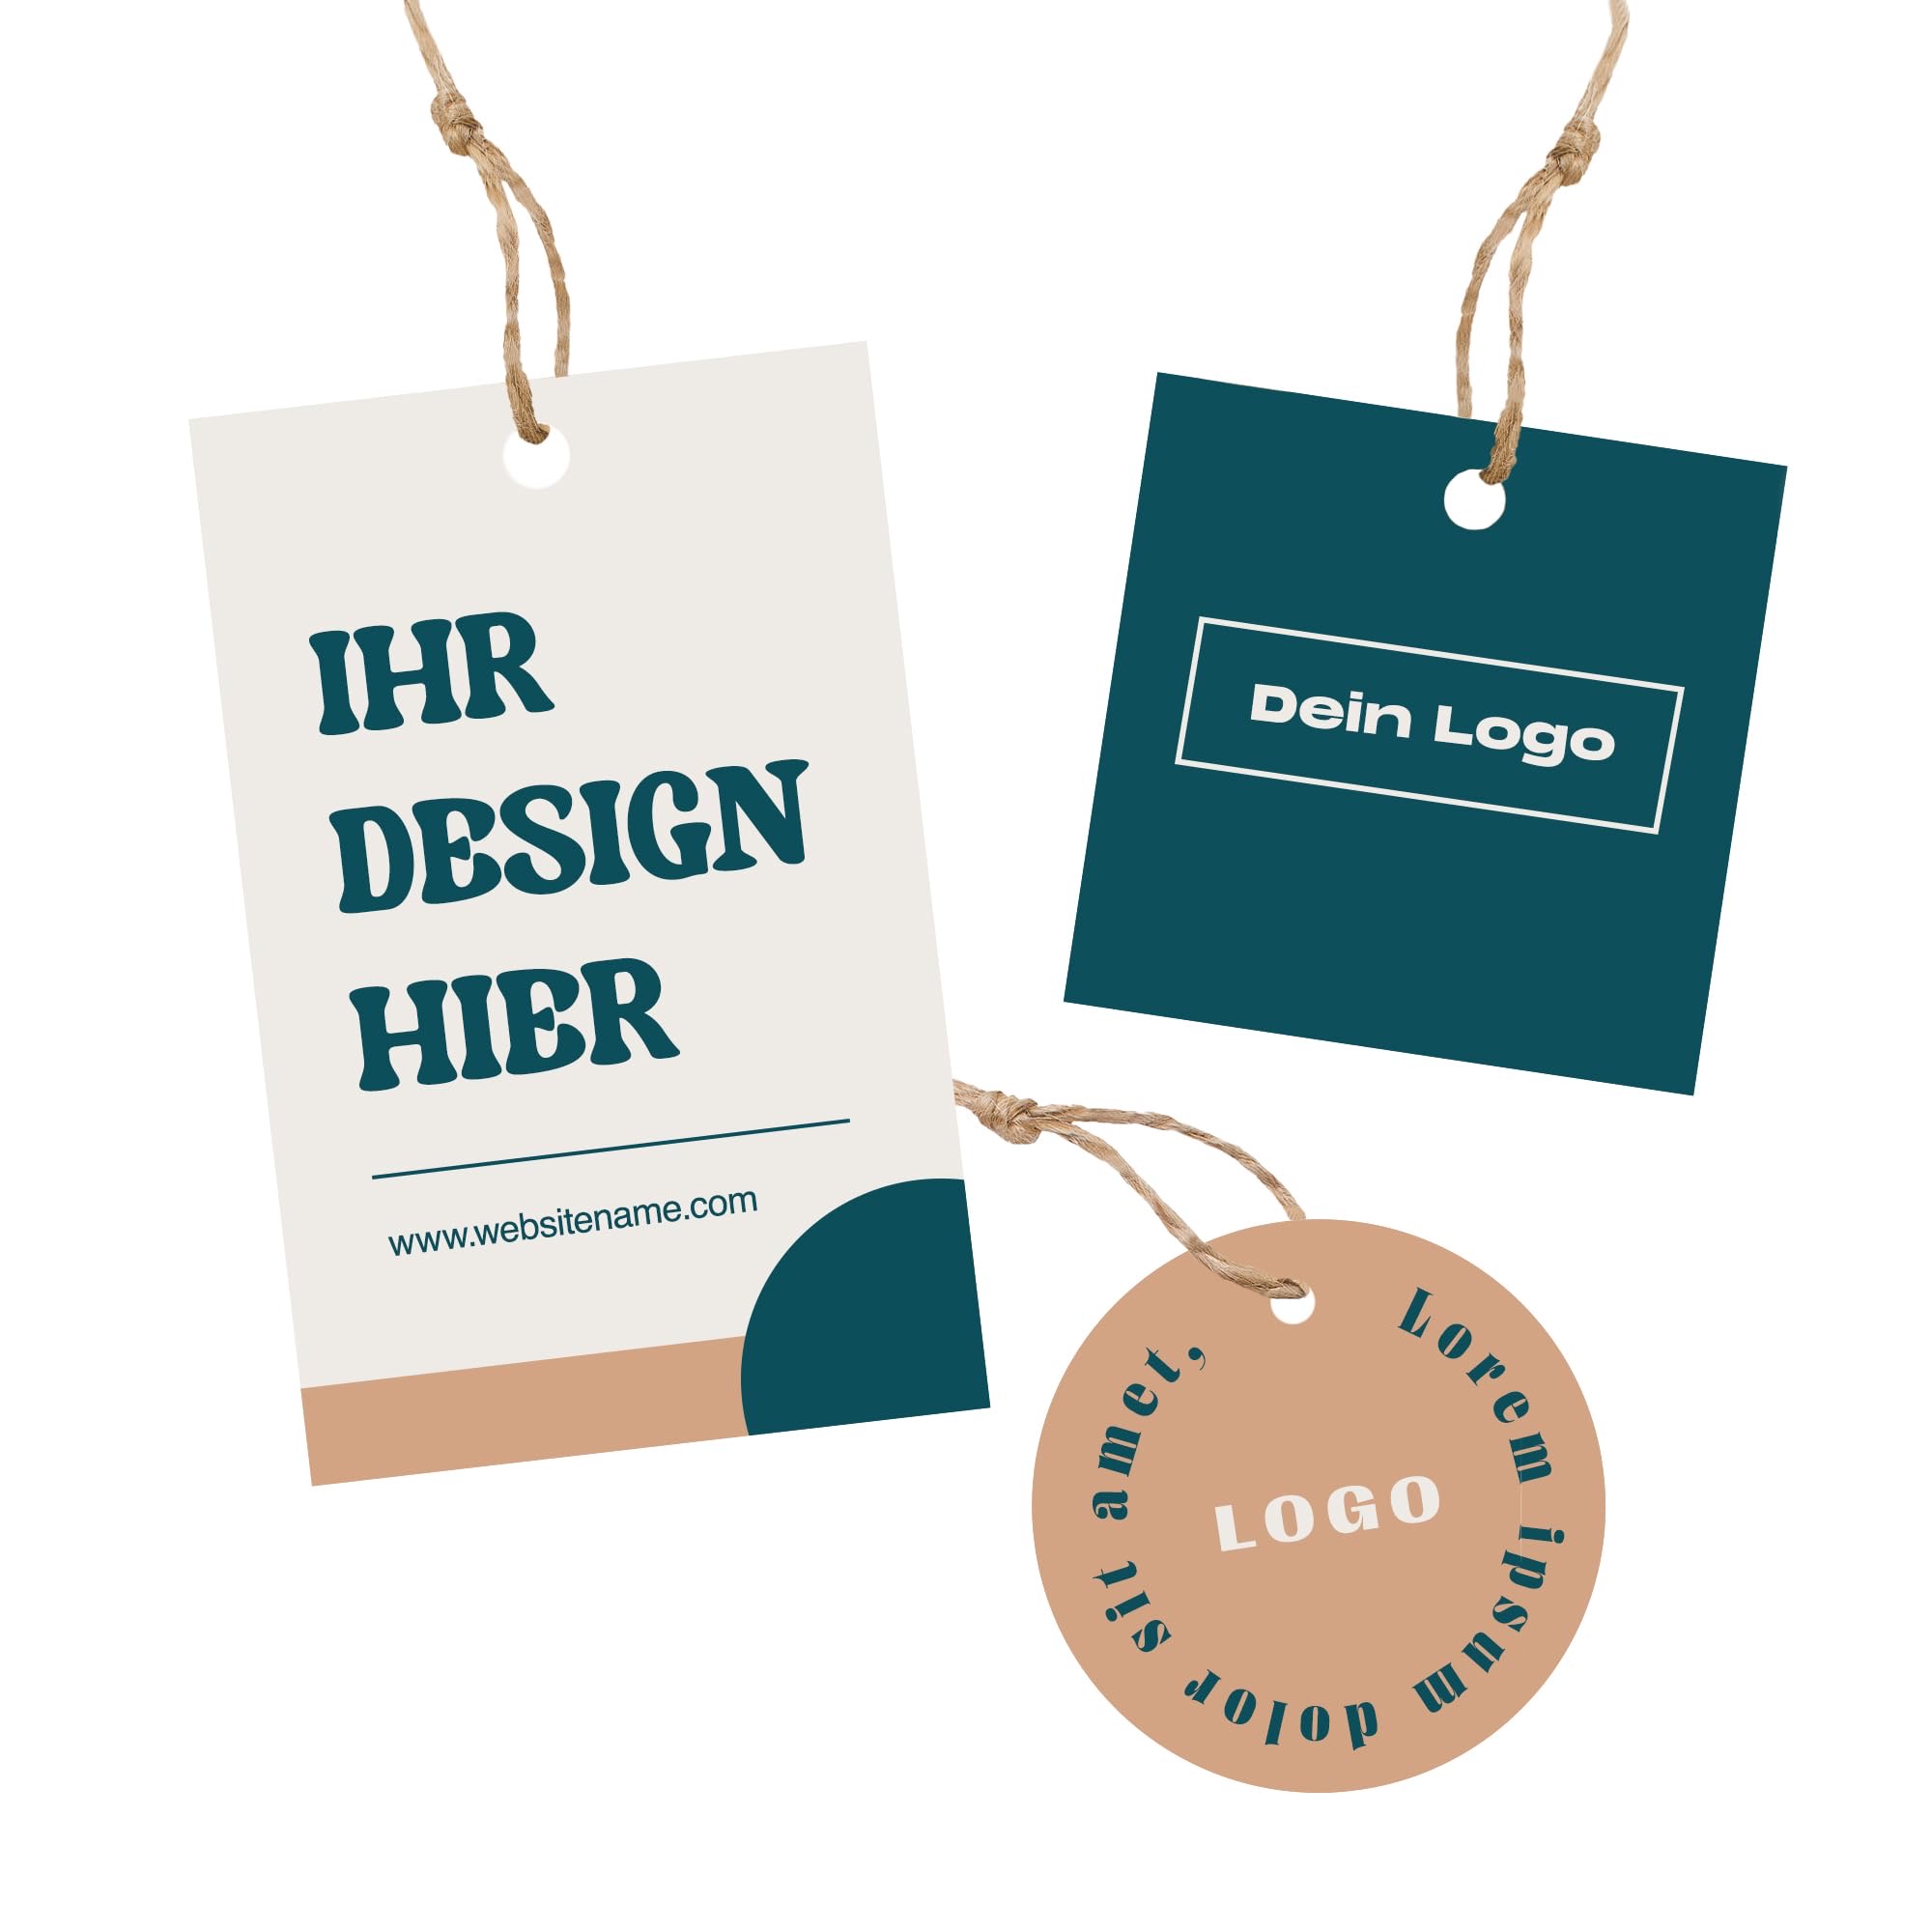 IHR
DESIGN
HIER
www.websitename.com
Dein Logo
Lorem ipsum dolor sit amet,
LOGO